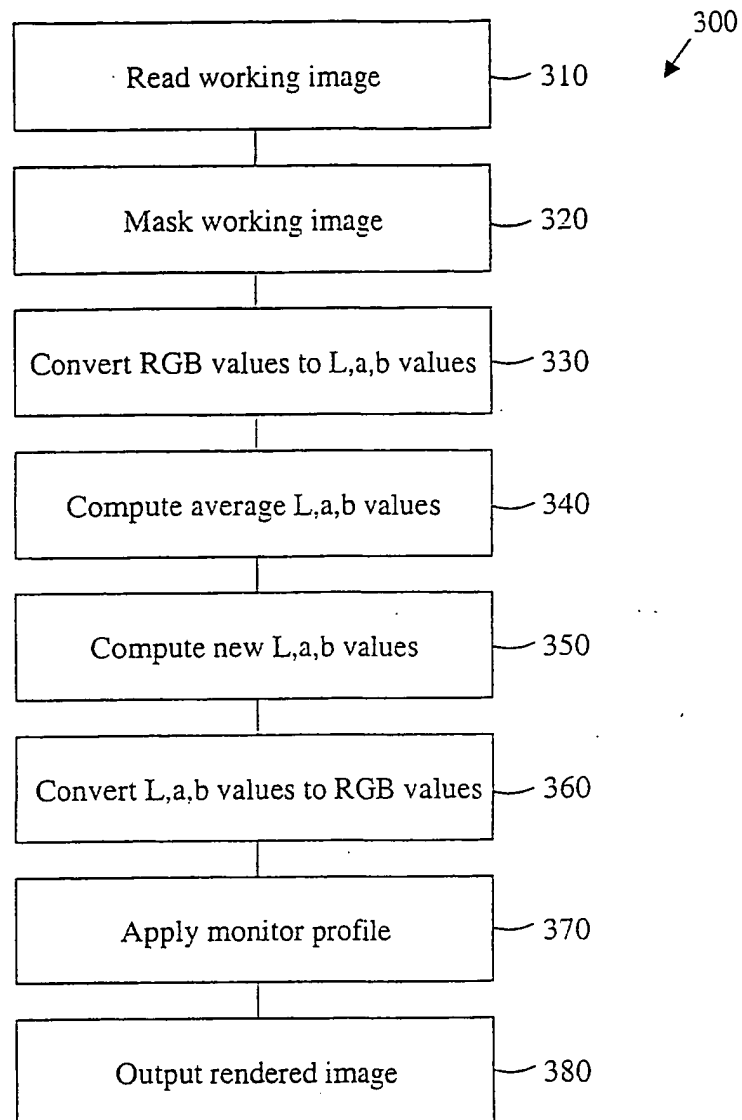 300
Read working image 310
Mask working image 320
Convert RGB values to L,a,b values 330
Compute average L,a,b values 340
Compute new L,a,b values 350
Convert L,a,b values to RGB values 360
Apply monitor profile 370
Output rendered image 380